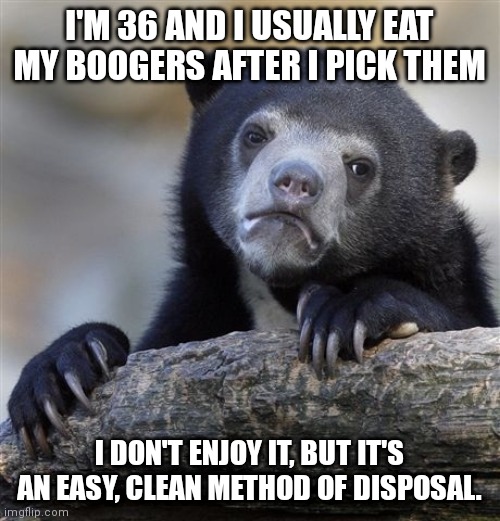 I'M 36 AND I USUALLY EAT
MY BOOGERS AFTER I PICK THEM
I DON'T ENJOY IT, BUT IT'S
AN EASY, CLEAN METHOD OF DISPOSAL.
imgflip.com